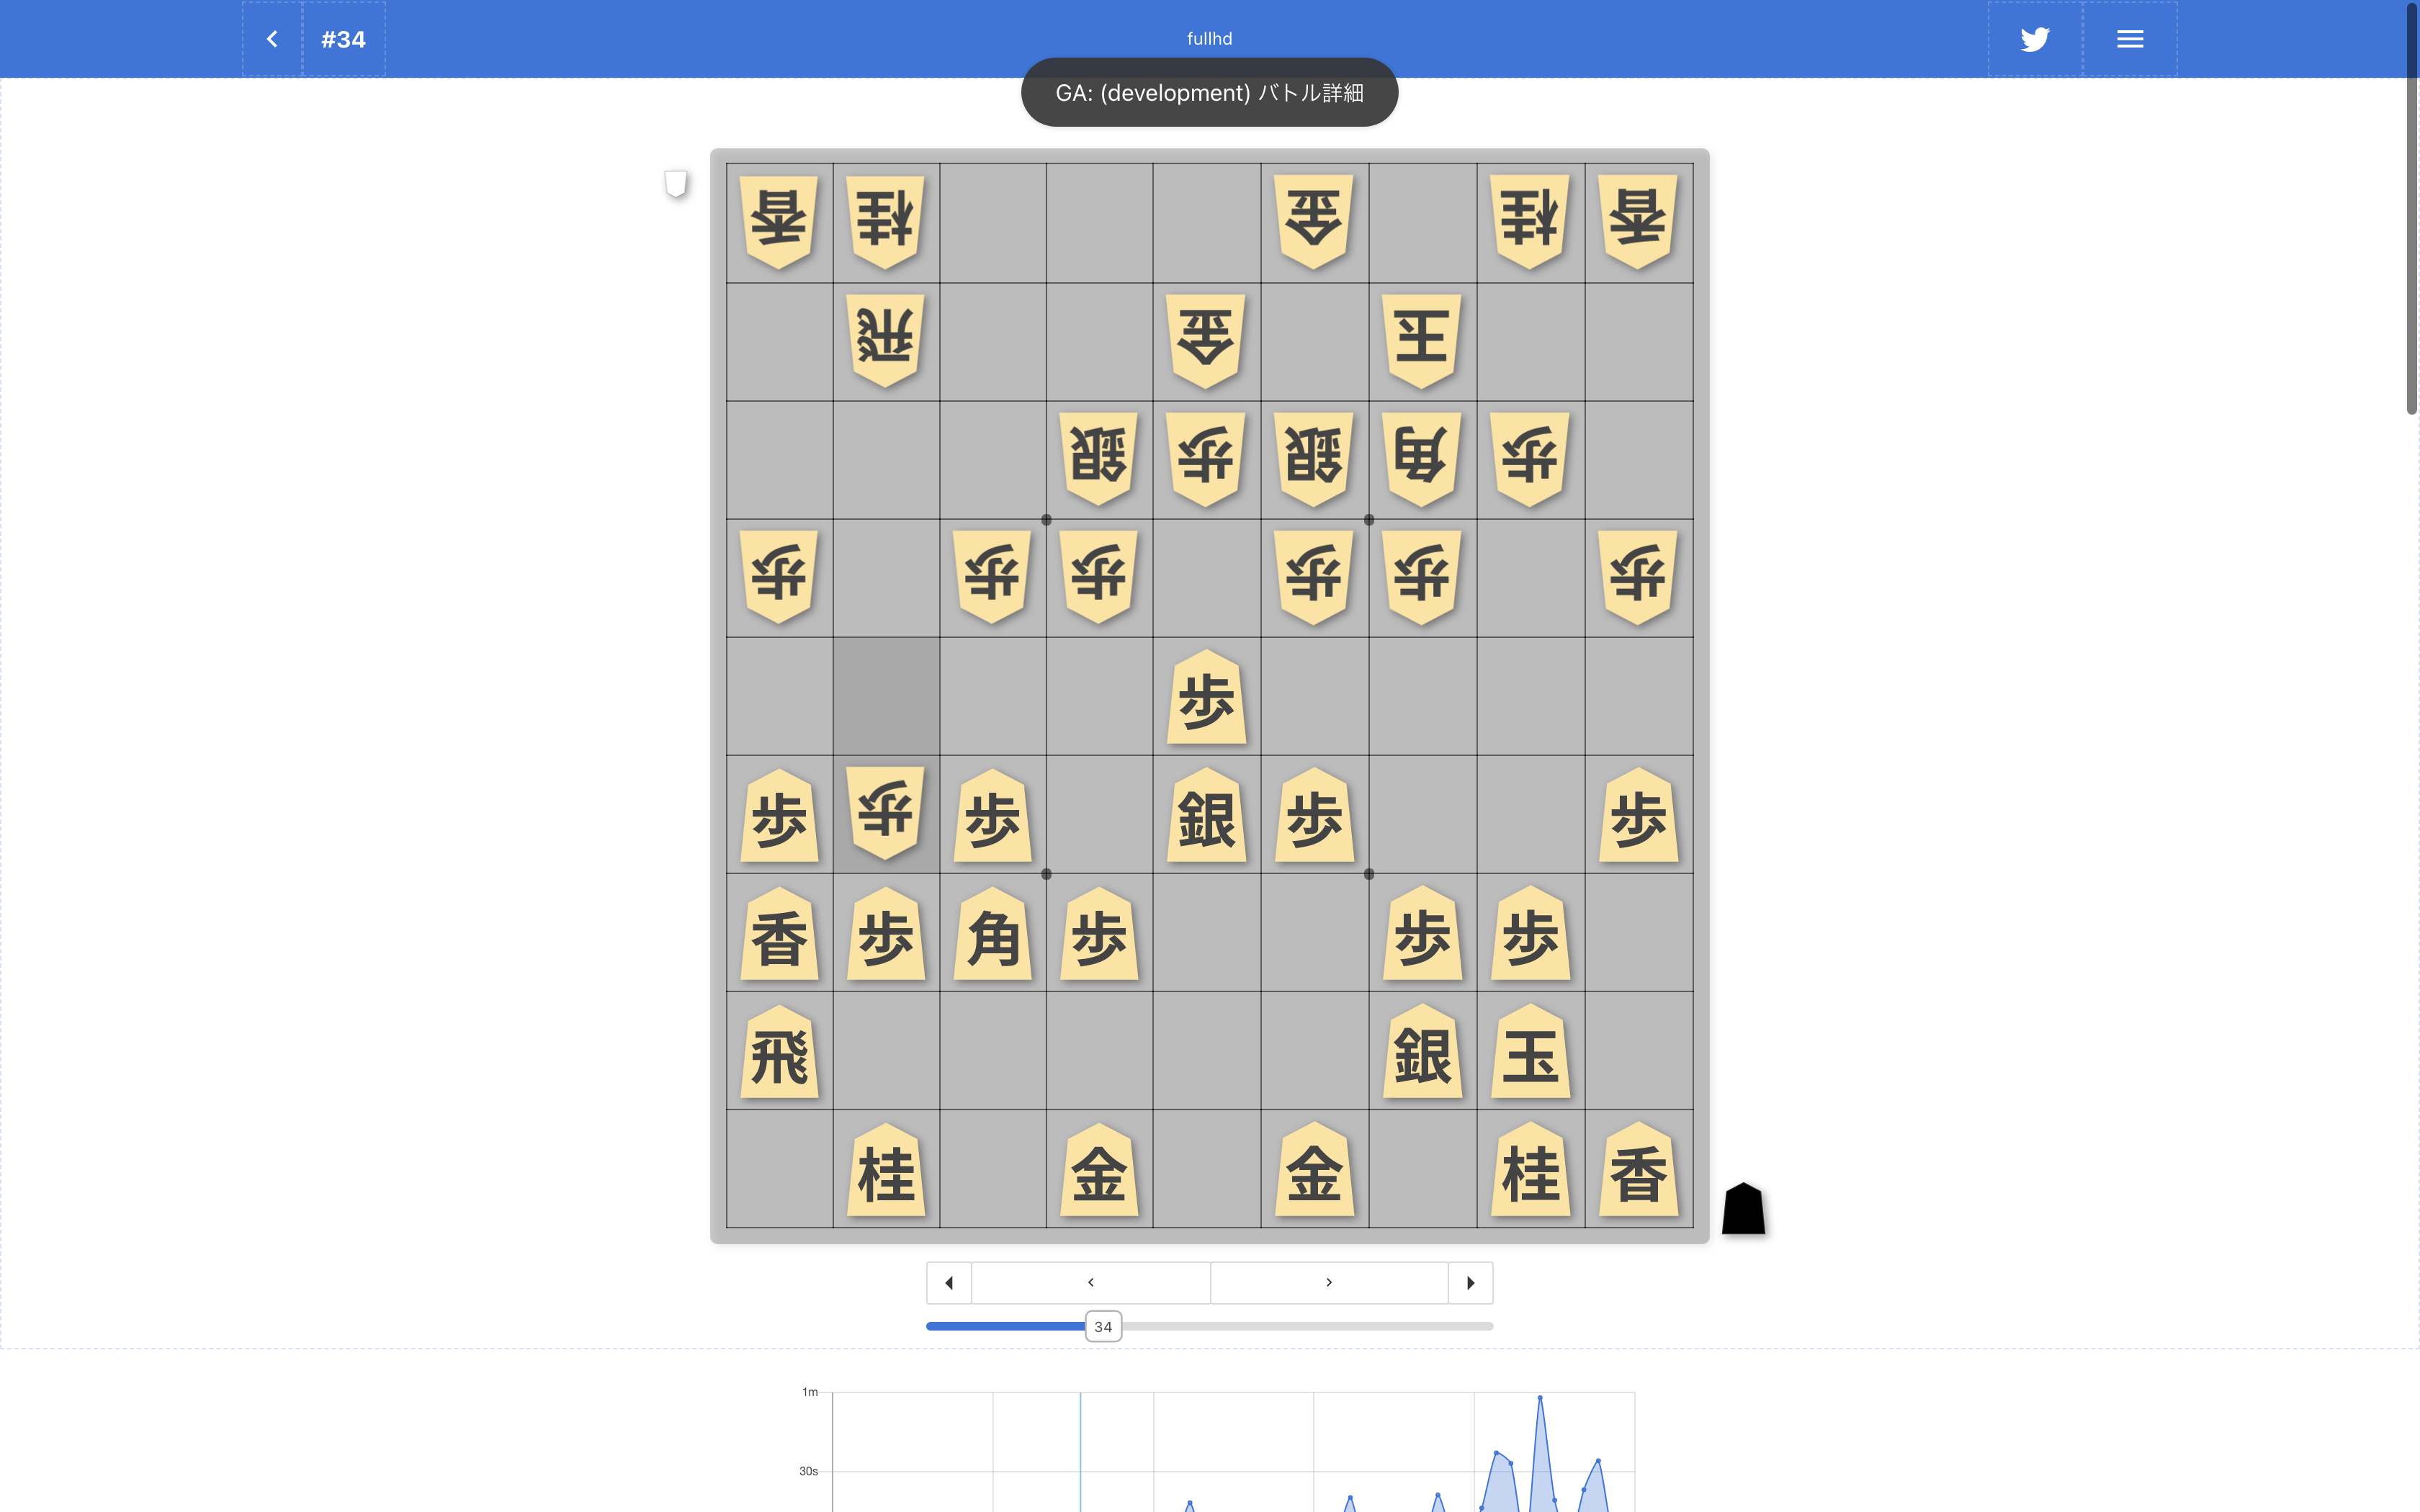 #34
fullhd
GA: (development) バトル詳細
香 桂 金 桂 香
飛 金 王
銀 歩 銀 角 歩
歩 歩 歩 歩 歩 歩
歩
歩 歩 歩 銀 歩 歩
香 歩 角 歩 歩 歩
飛 銀 玉
桂 金 金 桂 香
34
1m
30s